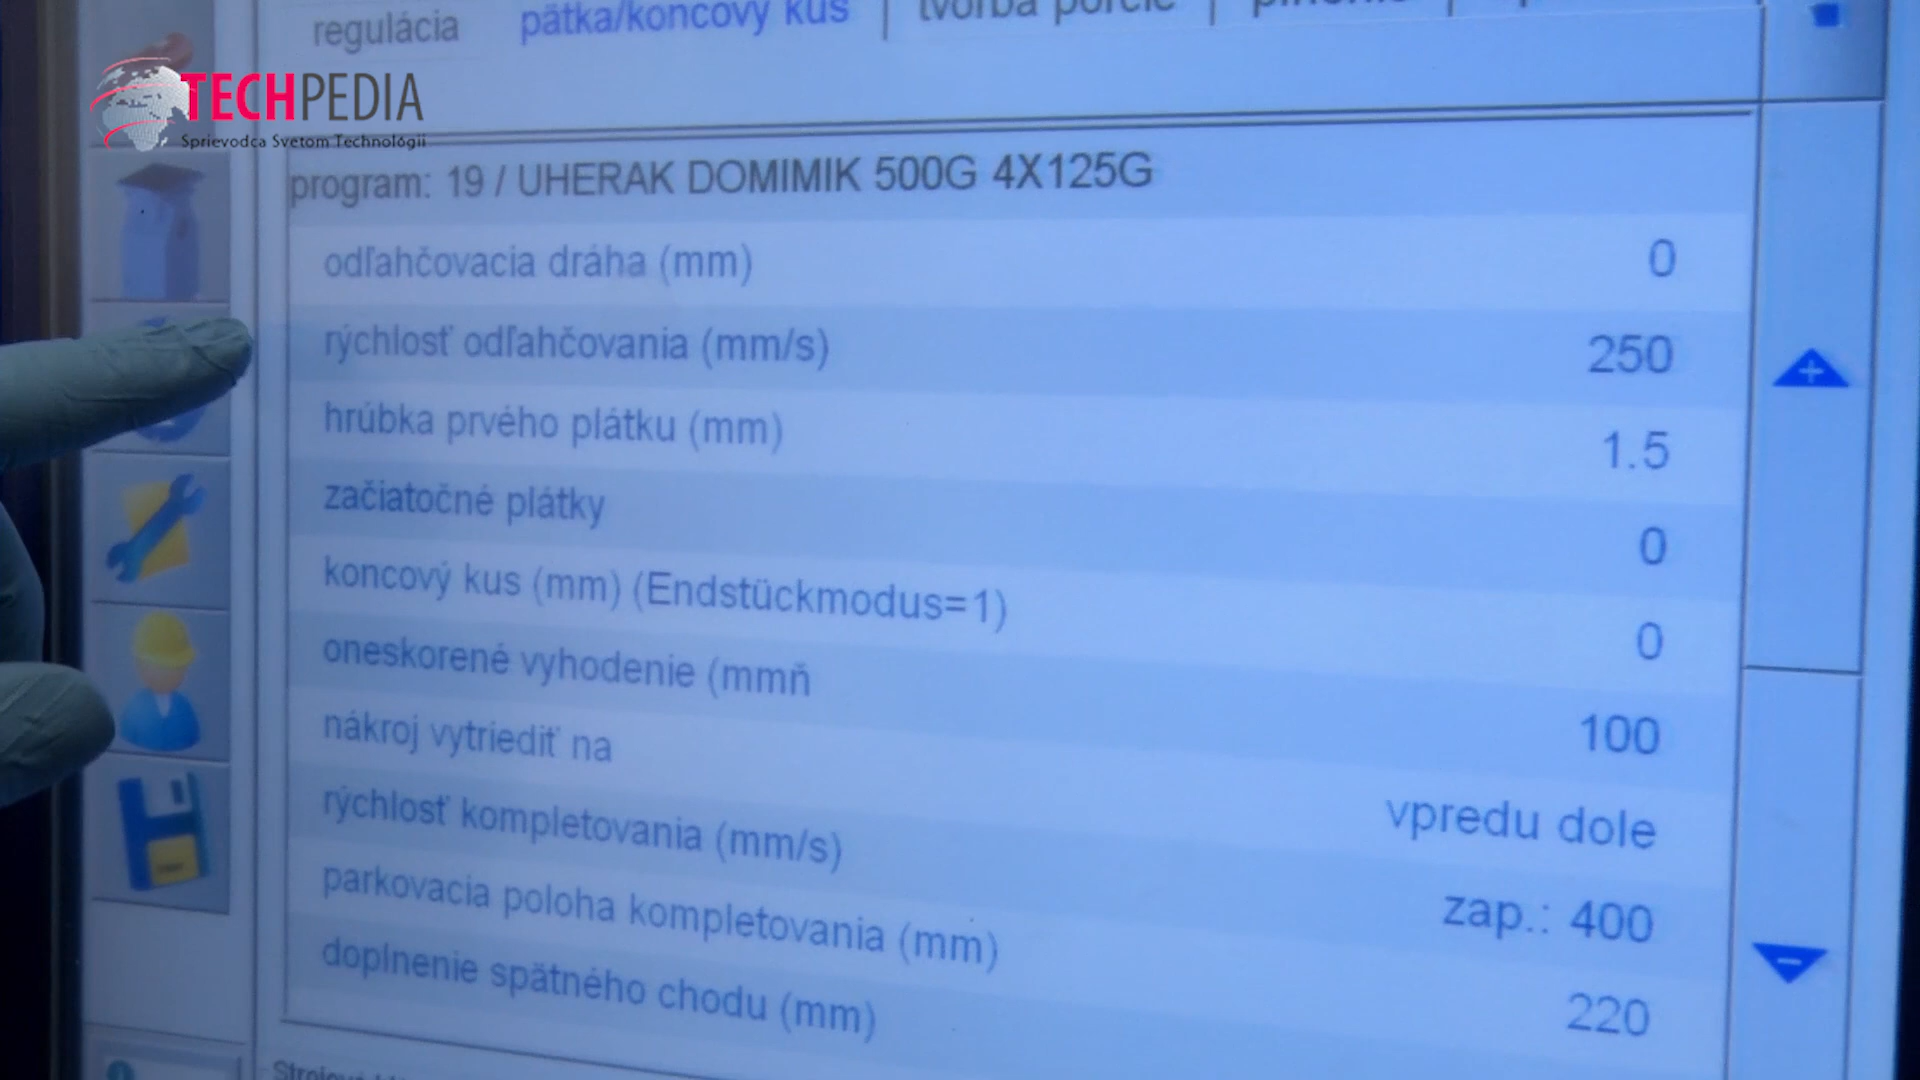 regulácia pätka/koncový kus | tvorba porcie |
TECHPEDIA
Sprievodca Svetom Technológií
program: 19 / UHERAK DOMIMIK 500G 4X125G
odľahčovacia dráha (mm) 0
rýchlosť odľahčovania (mm/s) 250
hrúbka prvého plátku (mm) 1.5
začiatočné plátky 0
koncový kus (mm) (Endstückmodus=1) 0
oneskorené vyhodenie (mmň 100
nákroj vytriediť na vpredu dole
rýchlosť kompletovania (mm/s) zap.: 400
parkovacia poloha kompletovania (mm) 220
doplnenie spätného chodu (mm)